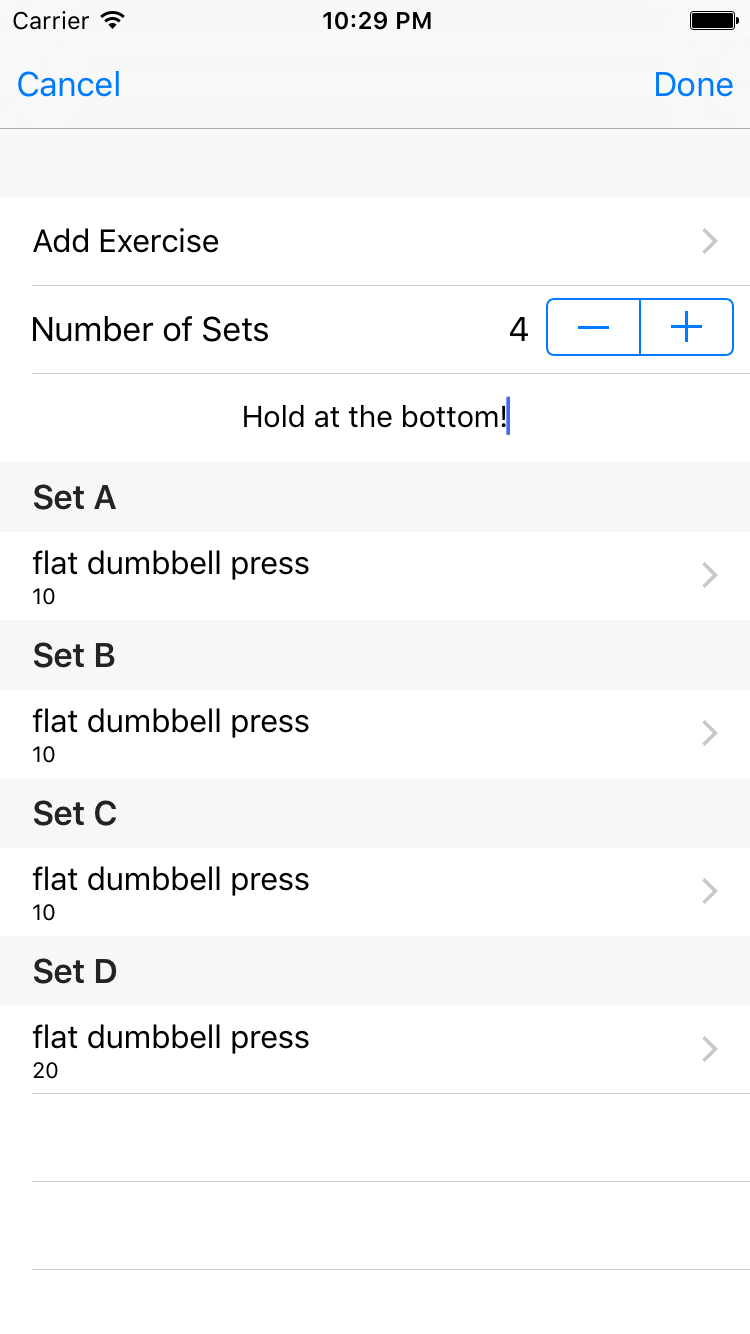 Carrier 10:29 PM
Cancel Done
Add Exercise
Number of Sets 4
Hold at the bottom!
Set A
flat dumbbell press
10
Set B
flat dumbbell press
10
Set C
flat dumbbell press
10
Set D
flat dumbbell press
20